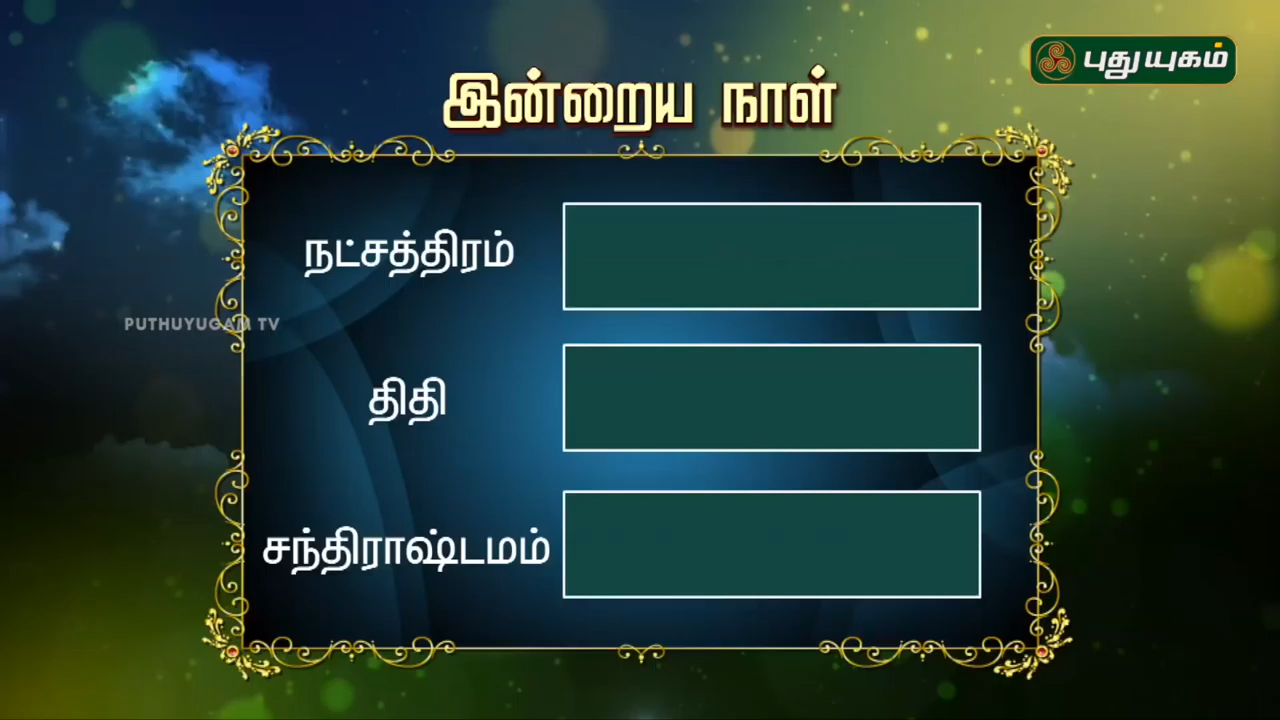 புதுயுகம்
இன்றைய நாள்
நட்சத்திரம்
PUTHUYUGAM TV
திதி
சந்திராஷ்டமம்